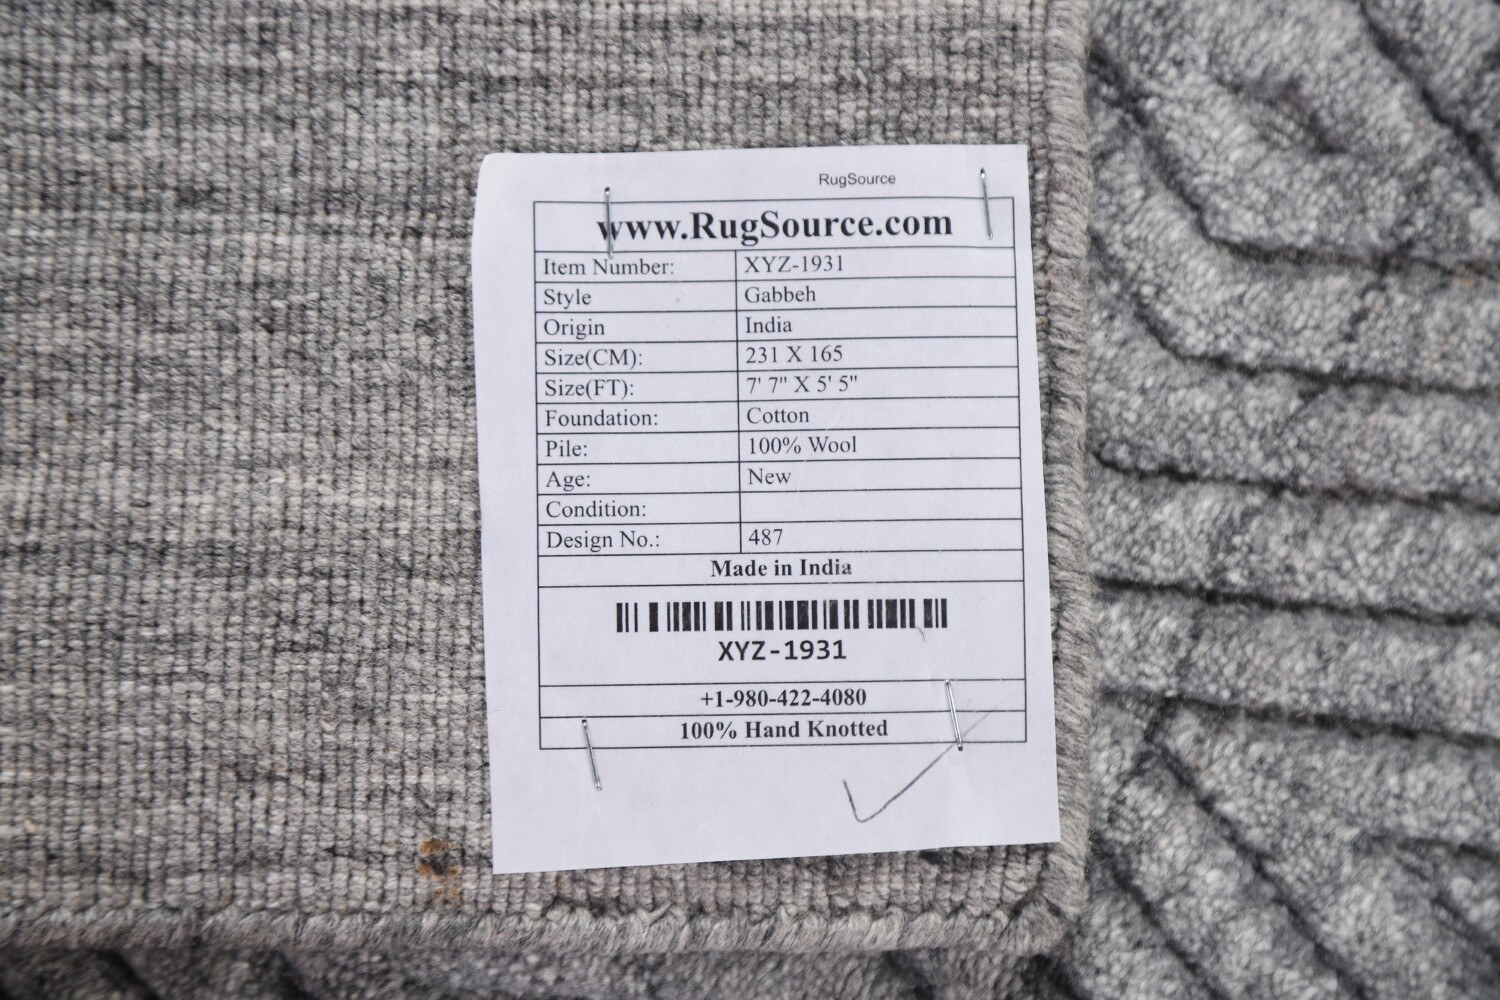 RugSource
www.RugSource.com
Item Number: XYZ-1931
Style Gabbeh
Origin India
Size(CM): 231 X 165
Size(FT): 7' 7" X 5' 5"
Foundation: Cotton
Pile: 100% Wool
Age: New
Condition:
Design No.: 487
Made in India
XYZ-1931
+1-980-422-4080
100% Hand Knotted